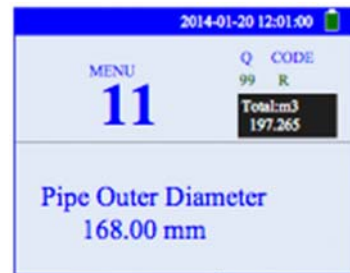 2014-01-20 12:01:00
MENU
11
Q CODE
99 R
Total:m3
197.265
Pipe Outer Diameter
168.00 mm